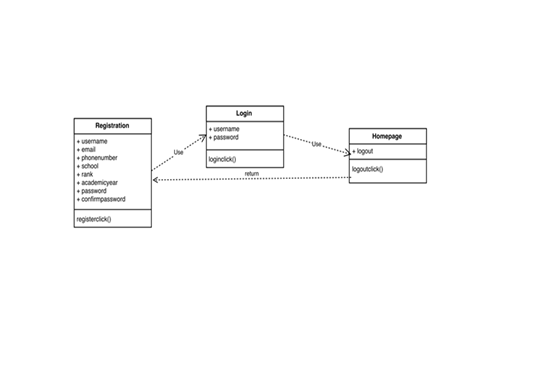 Registration
+ username
+ email
+ phonenumber
+ school
+ rank
+ academicyear
+ password
+ confirmpassword
registerclick()
Use
Login
+ username
+ password
loginclick()
Use
Homepage
+ logout
logoutclick()
return